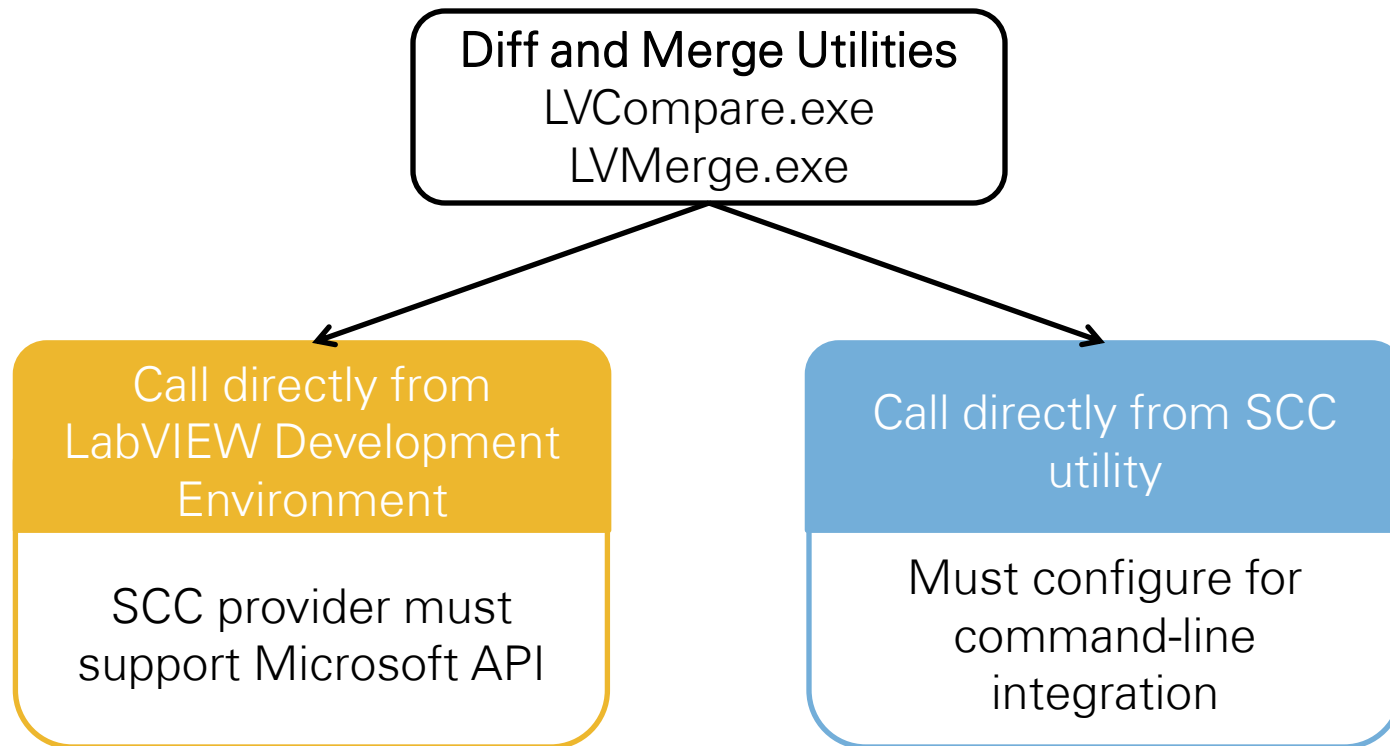 Diff and Merge Utilities
LVCompare.exe
LVMerge.exe
Call directly from
LabVIEW Development
Environment
SCC provider must
support Microsoft API
Call directly from SCC
utility
Must configure for
command-line
integration